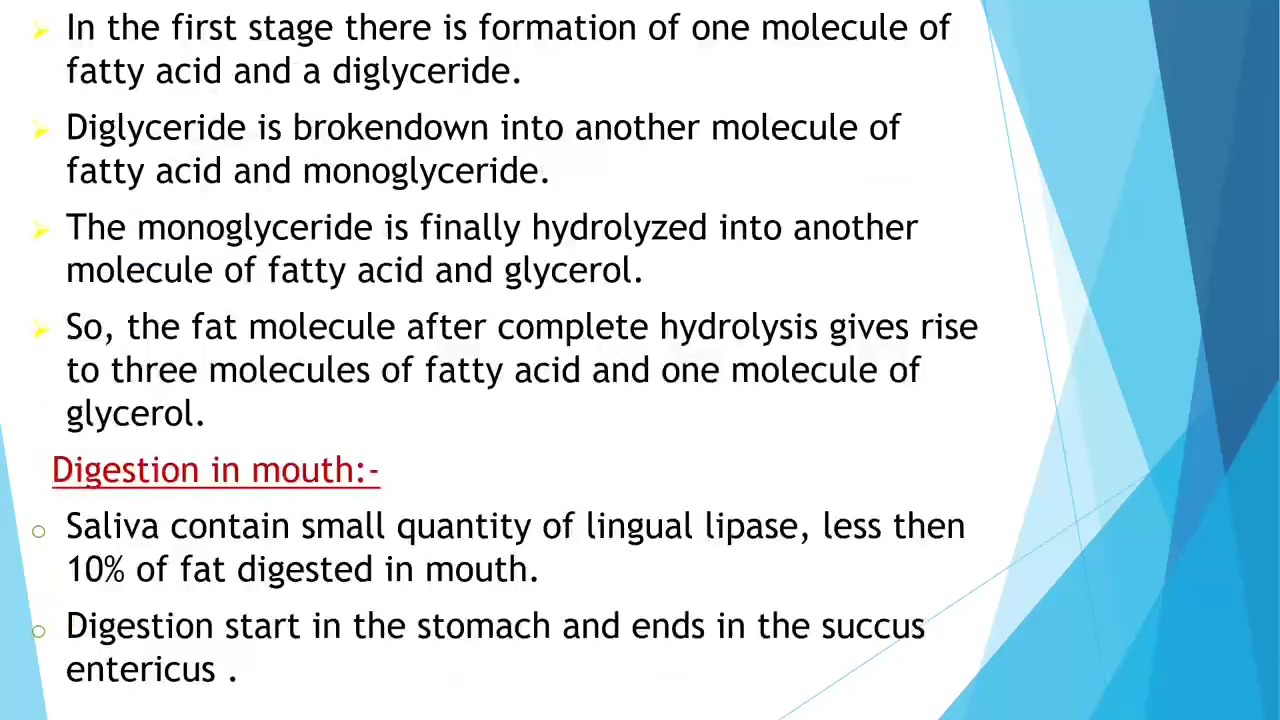 In the first stage there is formation of one molecule of
fatty acid and a diglyceride.
Diglyceride is brokendown into another molecule of
fatty acid and monoglyceride.
The monoglyceride is finally hydrolyzed into another
molecule of fatty acid and glycerol.
So, the fat molecule after complete hydrolysis gives rise
to three molecules of fatty acid and one molecule of
glycerol.
Digestion in mouth:-
Saliva contain small quantity of lingual lipase, less then
10% of fat digested in mouth.
Digestion start in the stomach and ends in the succus
entericus .